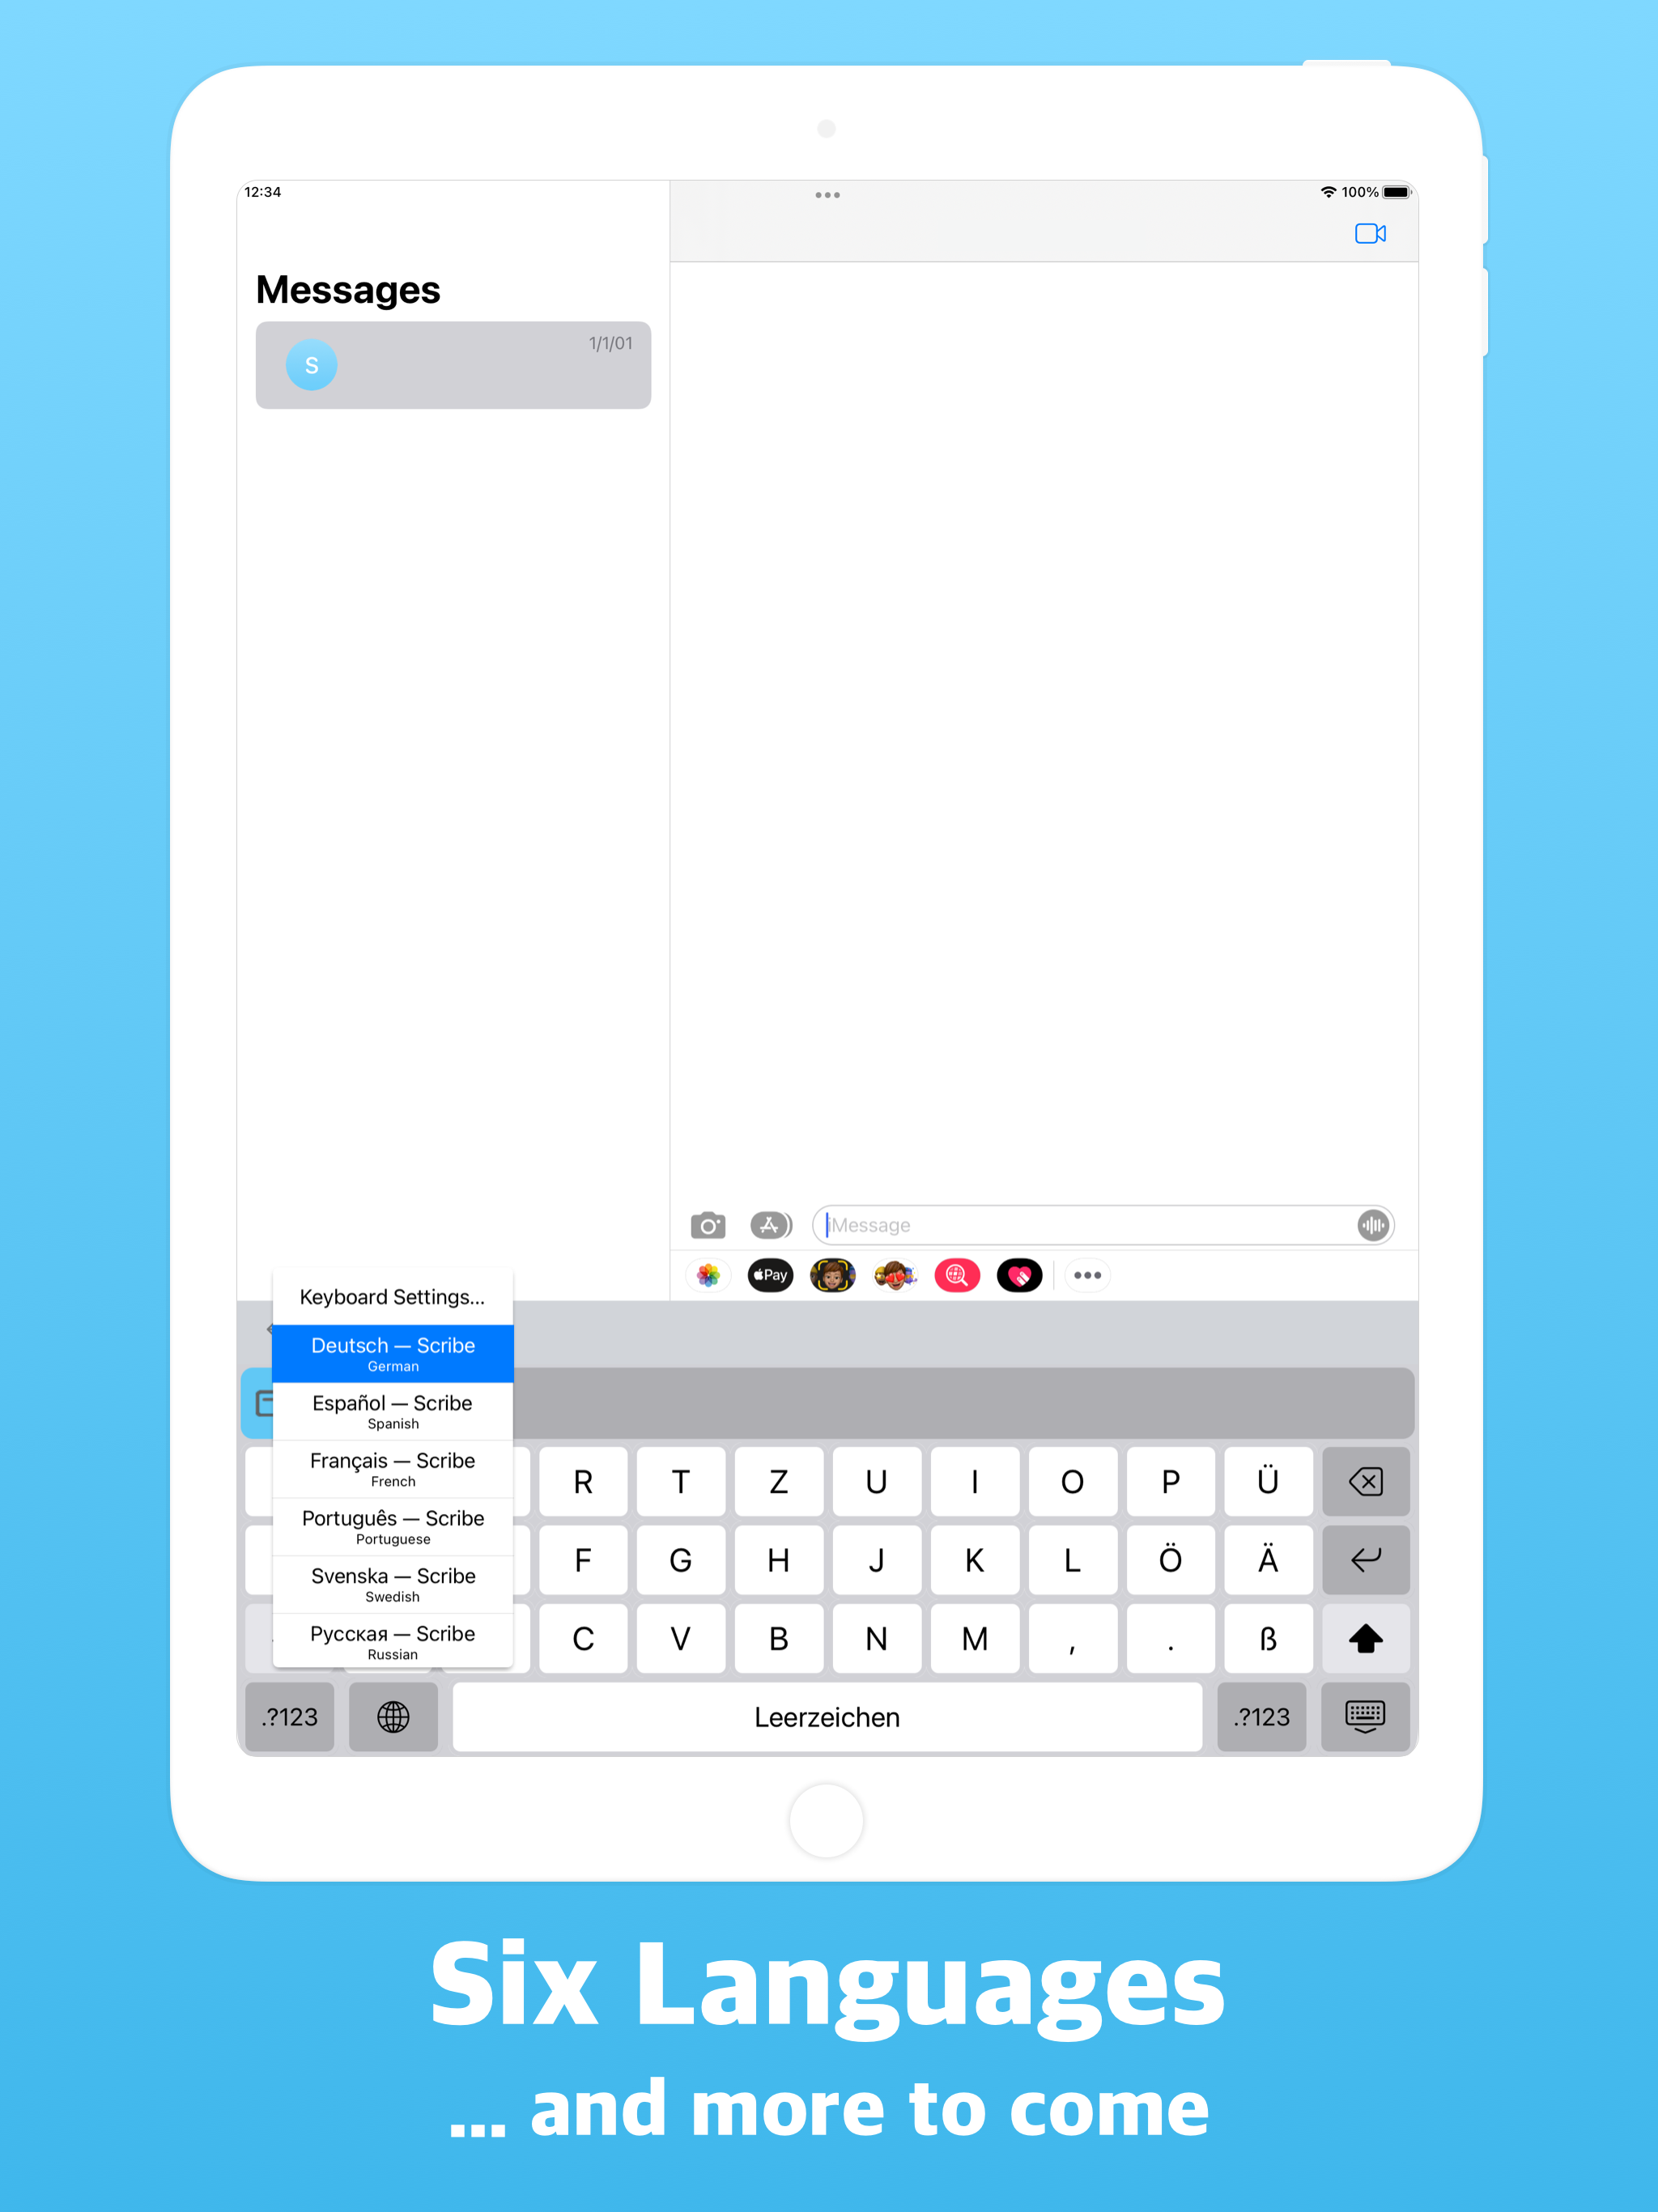 12:34
100%
Messages
1/1/01
S
iMessage
Pay
Keyboard Settings...
Deutsch — Scribe
German
Español — Scribe
Spanish
Français — Scribe
French
Português — Scribe
Portuguese
Svenska — Scribe
Swedish
Русская — Scribe
Russian
R T Z U I O P Ü
F G H J K L Ö Ä
C V B N M , . ß
.?123 Leerzeichen .?123
Six Languages
... and more to come